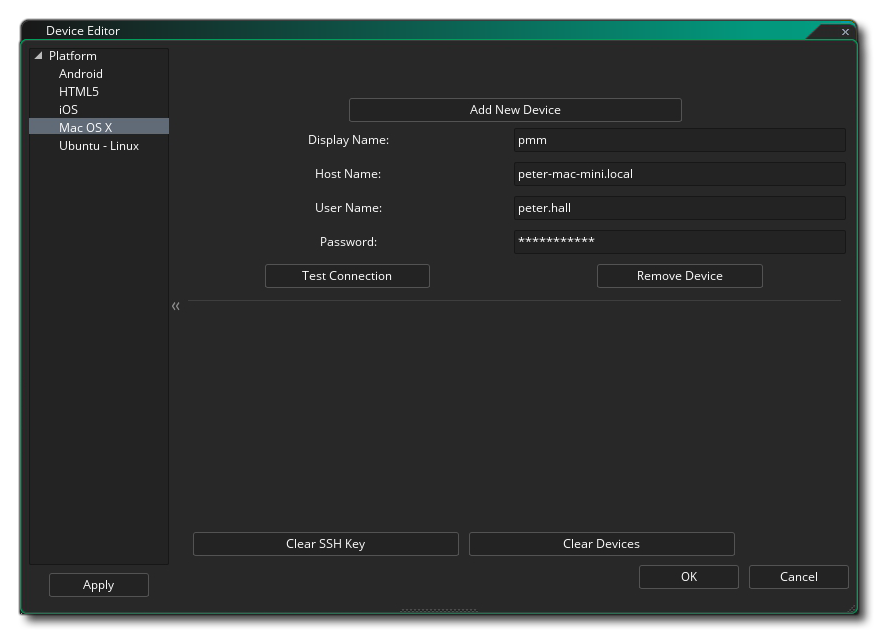 Device Editor
Platform
Android
HTML5
iOS
Mac OS X
Ubuntu - Linux
Apply
Add New Device
Display Name: pmm
Host Name: peter-mac-mini.local
User Name: peter.hall
Password: ***********
Test Connection Remove Device
Clear SSH Key Clear Devices
OK Cancel